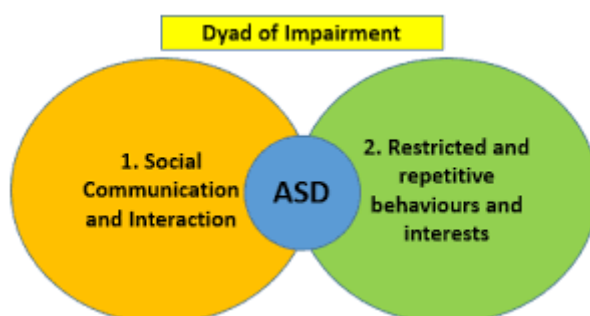 Dyad of Impairment
1. Social
Communication
and Interaction
ASD
2. Restricted and
repetitive
behaviours and
interests